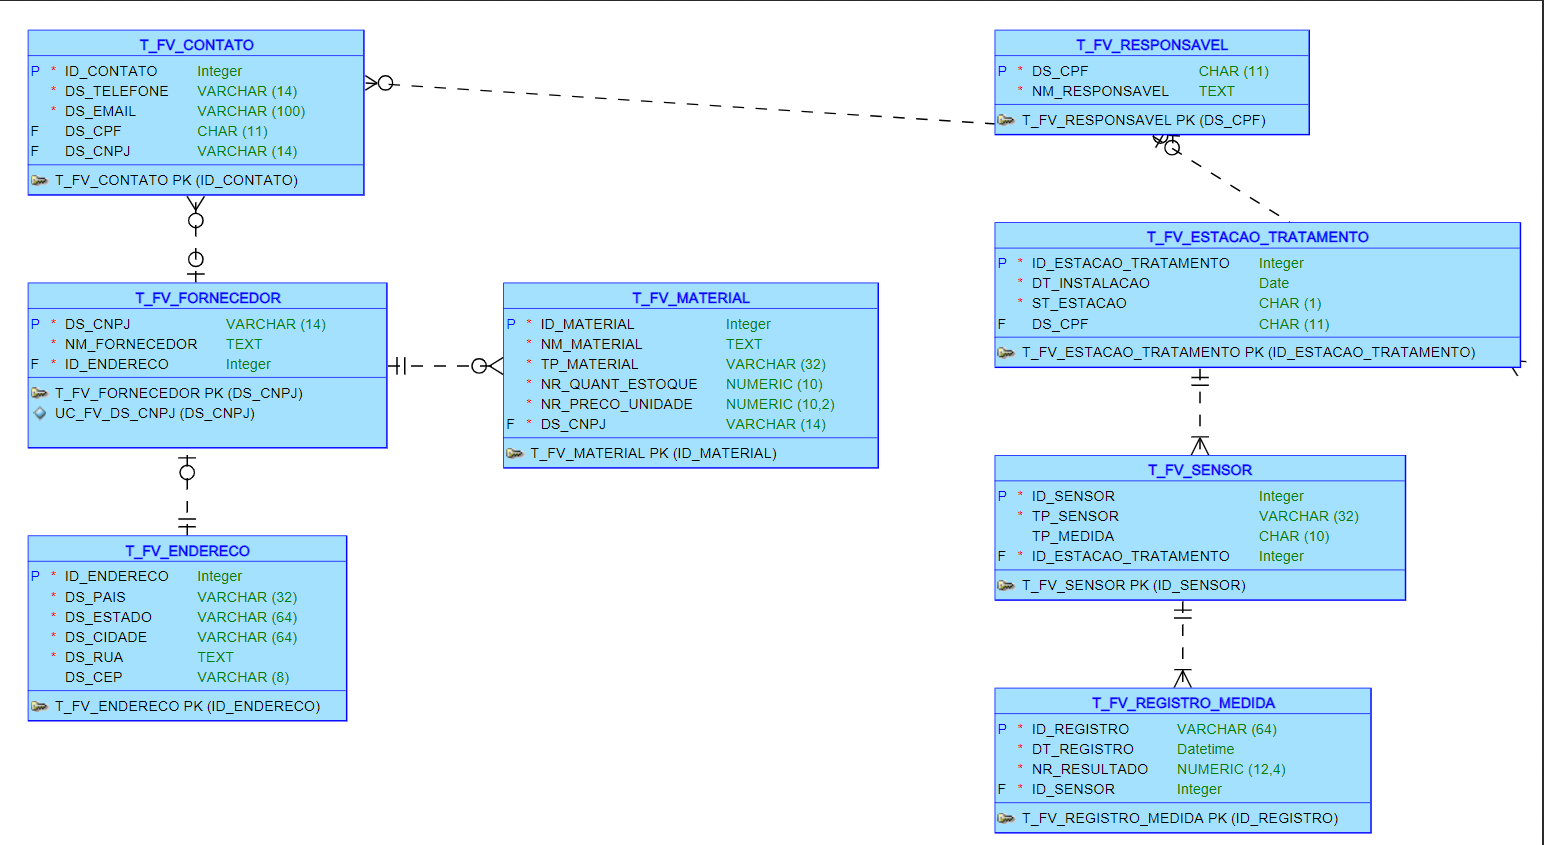 T_FV_CONTATO
P * ID_CONTATO Integer
* DS_TELEFONE VARCHAR (14)
* DS_EMAIL VARCHAR (100)
F DS_CPF CHAR (11)
F DS_CNPJ VARCHAR (14)
T_FV_CONTATO PK (ID_CONTATO)
T_FV_RESPONSAVEL
P * DS_CPF CHAR (11)
* NM_RESPONSAVEL TEXT
T_FV_RESPONSAVEL PK (DS_CPF)
T_FV_ESTACAO_TRATAMENTO
P * ID_ESTACAO_TRATAMENTO Integer
* DT_INSTALACAO Date
* ST_ESTACAO CHAR (1)
F DS_CPF CHAR (11)
T_FV_ESTACAO_TRATAMENTO PK (ID_ESTACAO_TRATAMENTO)
T_FV_FORNECEDOR
P * DS_CNPJ VARCHAR (14)
* NM_FORNECEDOR TEXT
F * ID_ENDERECO Integer
T_FV_FORNECEDOR PK (DS_CNPJ)
UC_FV_DS_CNPJ (DS_CNPJ)
T_FV_MATERIAL
P * ID_MATERIAL Integer
* NM_MATERIAL TEXT
* TP_MATERIAL VARCHAR (32)
* NR_QUANT_ESTOQUE NUMERIC (10)
* NR_PRECO_UNIDADE NUMERIC (10,2)
F * DS_CNPJ VARCHAR (14)
T_FV_MATERIAL PK (ID_MATERIAL)
T_FV_SENSOR
P * ID_SENSOR Integer
* TP_SENSOR VARCHAR (32)
TP_MEDIDA CHAR (10)
F * ID_ESTACAO_TRATAMENTO Integer
T_FV_SENSOR PK (ID_SENSOR)
T_FV_ENDERECO
P * ID_ENDERECO Integer
* DS_PAIS VARCHAR (32)
* DS_ESTADO VARCHAR (64)
* DS_CIDADE VARCHAR (64)
* DS_RUA TEXT
DS_CEP VARCHAR (8)
T_FV_ENDERECO PK (ID_ENDERECO)
T_FV_REGISTRO_MEDIDA
P * ID_REGISTRO VARCHAR (64)
* DT_REGISTRO Datetime
* NR_RESULTADO NUMERIC (12,4)
F * ID_SENSOR Integer
T_FV_REGISTRO_MEDIDA PK (ID_REGISTRO)